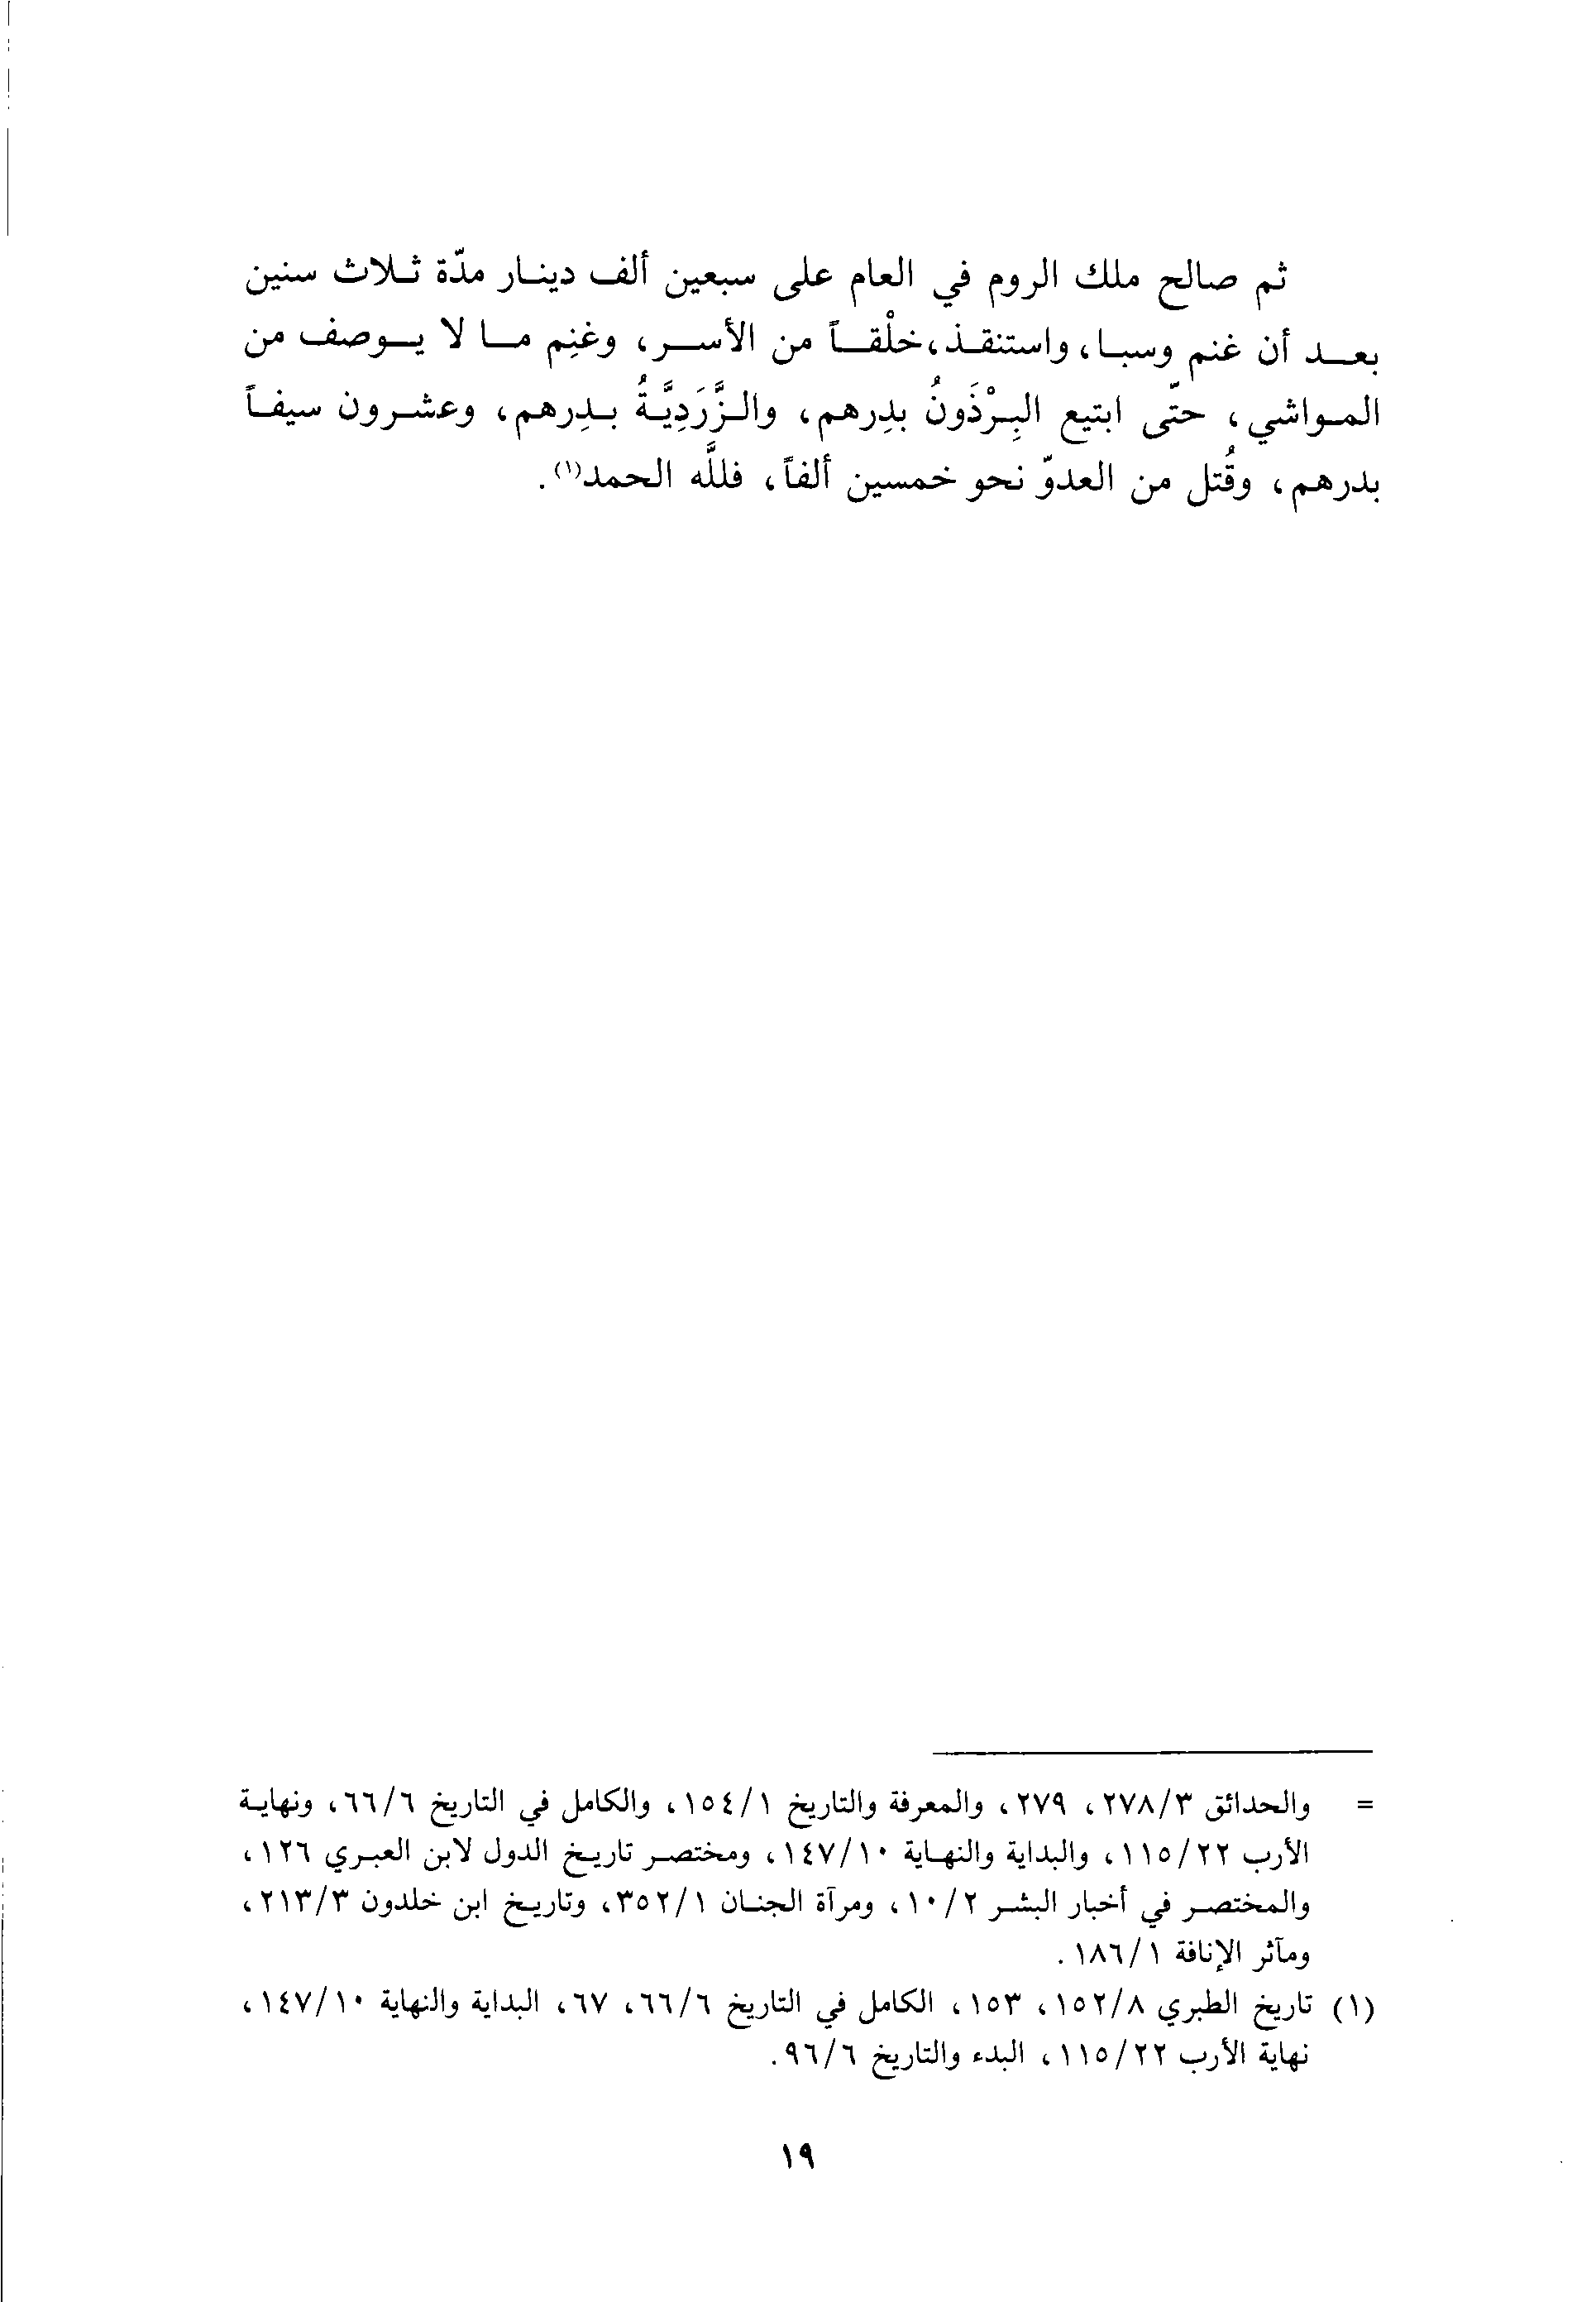 ثم صالح ملك الروم في العام على سبعين ألف دينار مدّة ثلاث سنين
بعد أن غنم وسبا، واستنقذ، خلْقاً من الأسر، وغنِم ما لا يوصف من
المواشي، حتّى ابتيع البِرْذَونُ بدِرهم، والزَّرَدِيَّةُ بدِرهم، وعشرون سيفاً
بدرهم، وقُتل من العدوّ نحو خمسين ألفاً، فللَّه الحمد(١).
= والحدائق ٢٧٨/٣، ٢٧٩، والمعرفة والتاريخ ١٥٤/١، والكامل في التاريخ ٦٦/٦، ونهاية
الأرب ١١٥/٢٢، والبداية والنهاية ١٤٧/١٠، ومختصر تاريخ الدول لابن العبري ١٢٦،
والمختصر في أخبار البشر ١٠/٢، ومرآة الجنان ٣٥٢/١، وتاريخ ابن خلدون ٢١٣/٣،
ومآثر الإنافة ١٨٦/١.
(١) تاريخ الطبري ١٥٢/٨، ١٥٣، الكامل في التاريخ ٦٦/٦، ٦٧، البداية والنهاية ١٤٧/١٠،
نهاية الأرب ١١٥/٢٢، البدء والتاريخ ٩٦/٦.
١٩